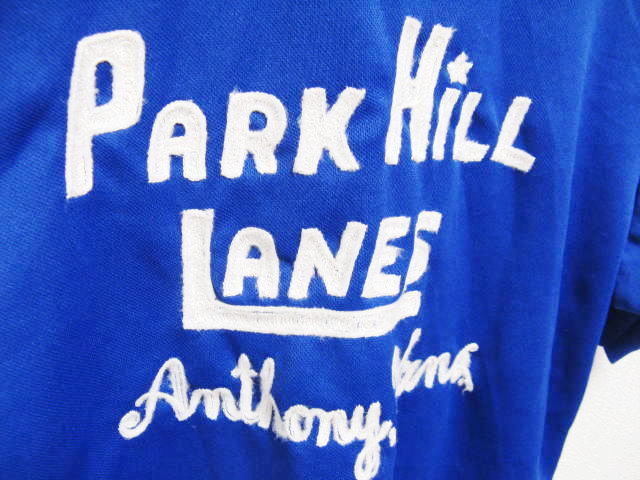 PARK HILL
LANES
Anthony, Kans.